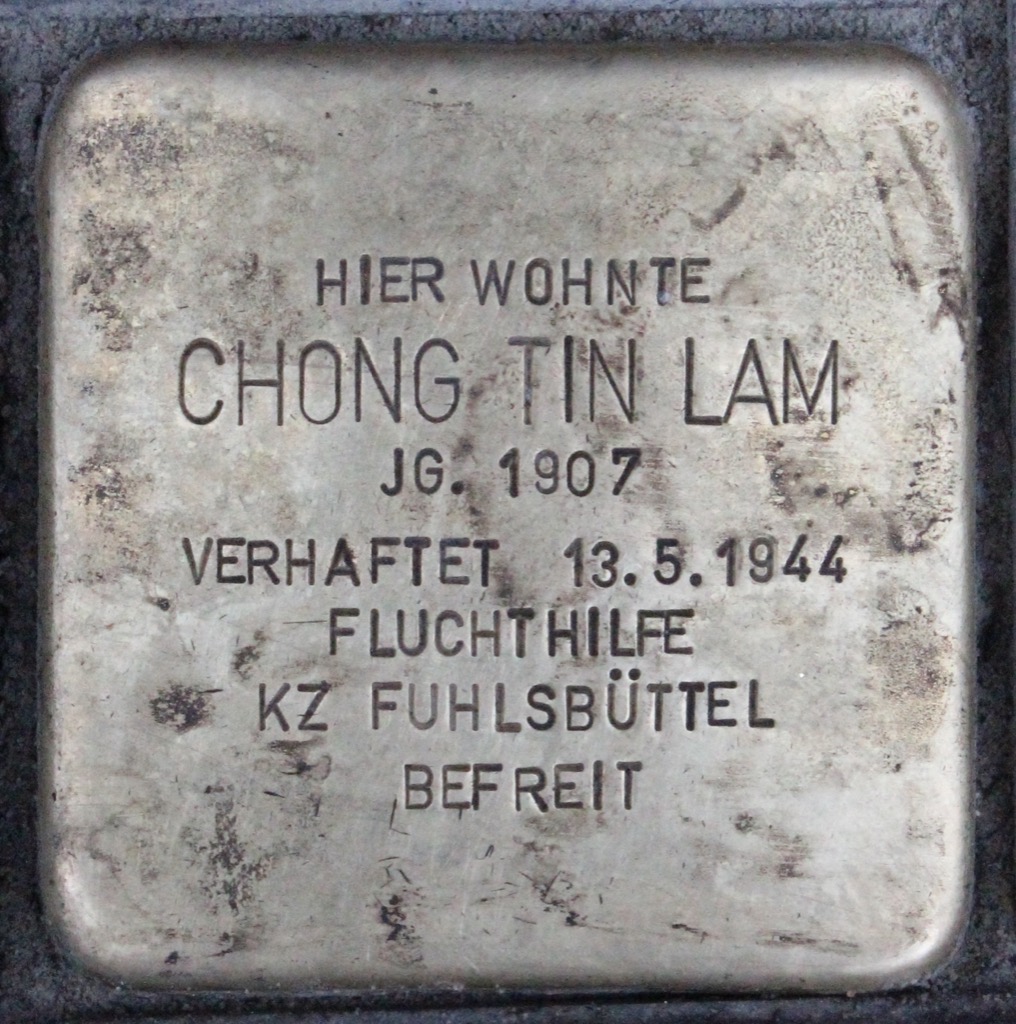 HIER WOHNTE
CHONG TIN LAM
JG. 1907
VERHAFTET 13.5.1944
FLUCHTHILFE
KZ FUHLSBÜTTEL
BEFREIT